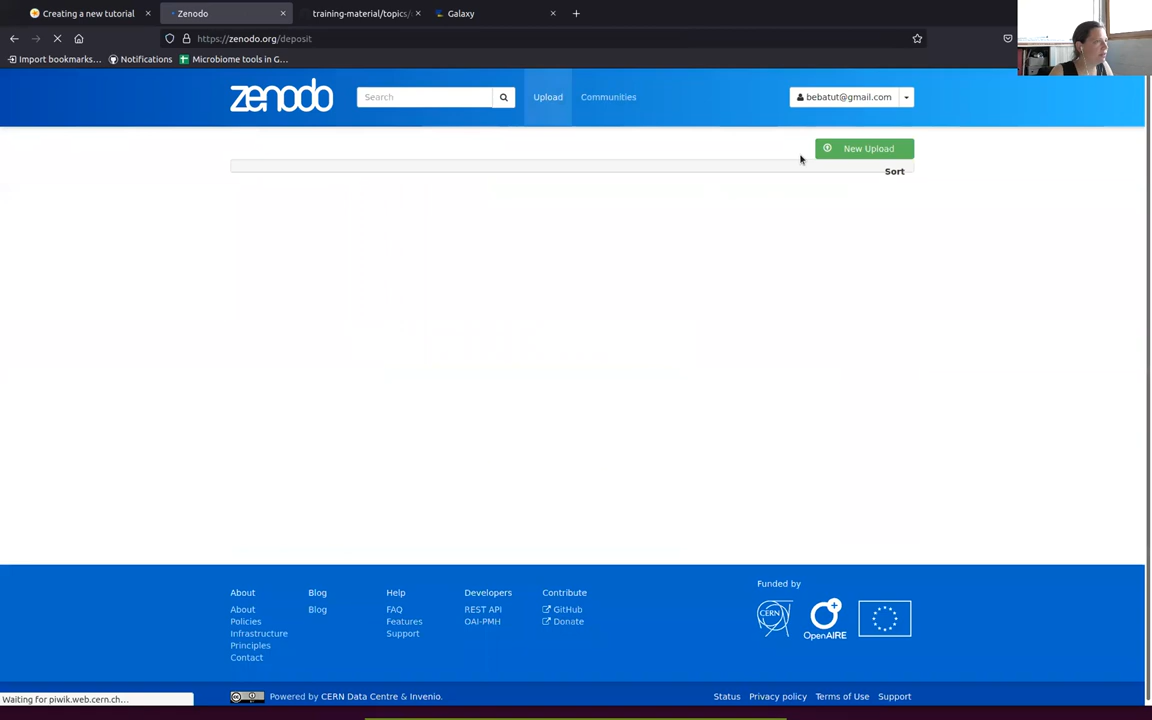 Creating a new tutorial
Zenodo
training-material/topics/
Galaxy
https://zenodo.org/deposit
Import bookmarks...
Notifications
Microbiome tools in G...
zenodo
Search
Upload
Communities
bebatut@gmail.com
New Upload
Sort
About
About
Policies
Infrastructure
Principles
Contact
Blog
Blog
Help
FAQ
Features
Support
Developers
REST API
OAI-PMH
Contribute
GitHub
Donate
Funded by
CERN
OpenAIRE
Waiting for piwik.web.cern.ch...
Powered by CERN Data Centre & Invenio.
Status
Privacy policy
Terms of Use
Support